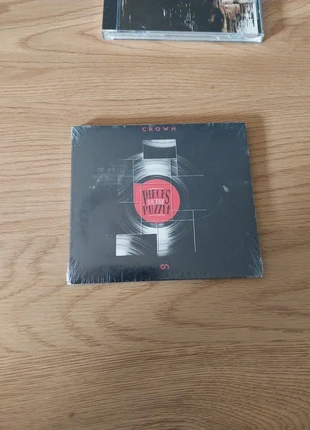 CROWN
PIECES
OF THE
PUZZLE